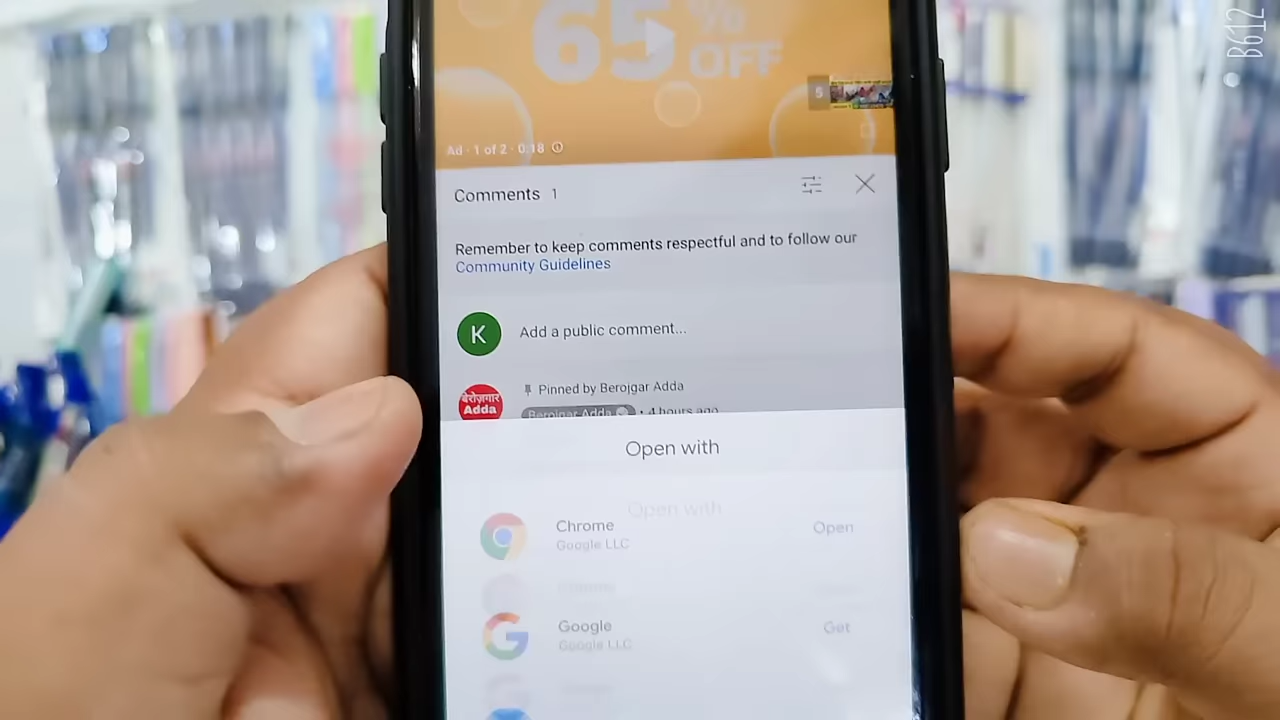 65 %
OFF
5
Ad · 1 of 2 · 0:18
Comments 1
Remember to keep comments respectful and to follow our
Community Guidelines
K
Add a public comment...
Pinned by Berojgar Adda
बेरोज़गार
Adda
Berojgar Adda • 4 hours ago
Open with
Open with
Chrome
Google LLC
Open
Google
Google LLC
Get
B612